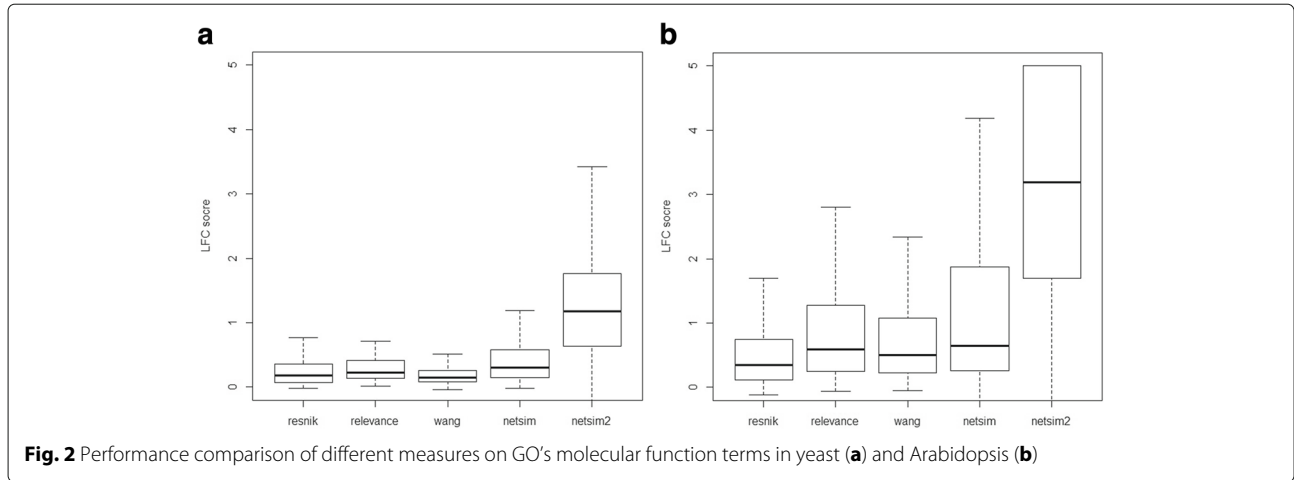 a
b
5
4
3
2
1
0
LFC socre
resnik relevance wang netsim netsim2
5
4
3
2
1
0
LFC socre
resnik relevance wang netsim netsim2
Fig. 2 Performance comparison of different measures on GO's molecular function terms in yeast (a) and Arabidopsis (b)